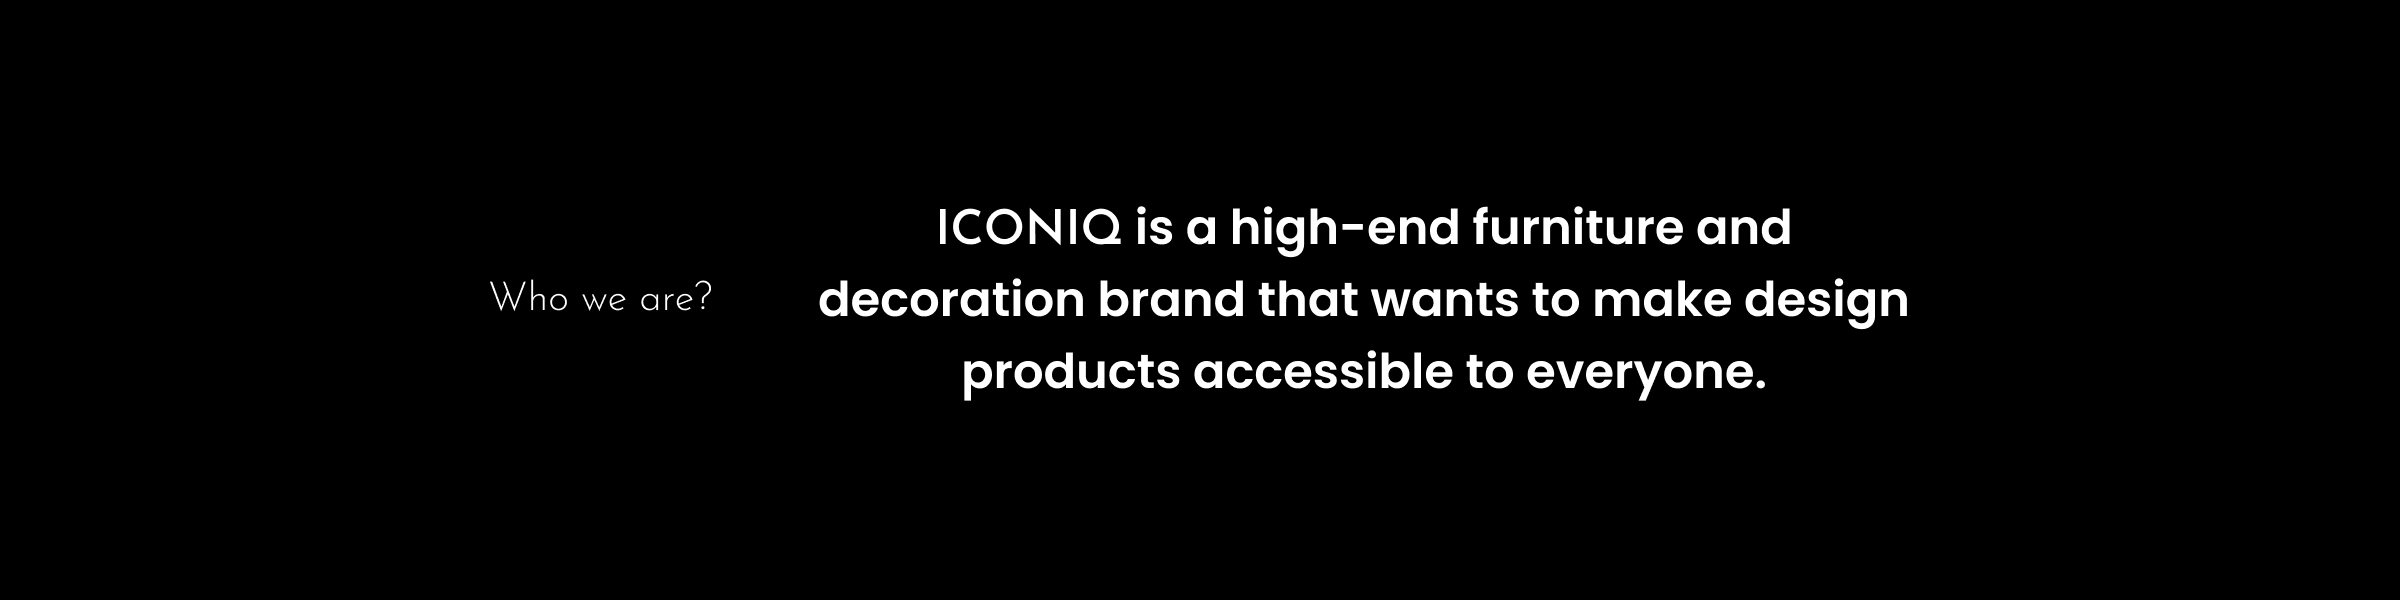 Who we are?
ICONIQ is a high-end furniture and
decoration brand that wants to make design
products accessible to everyone.